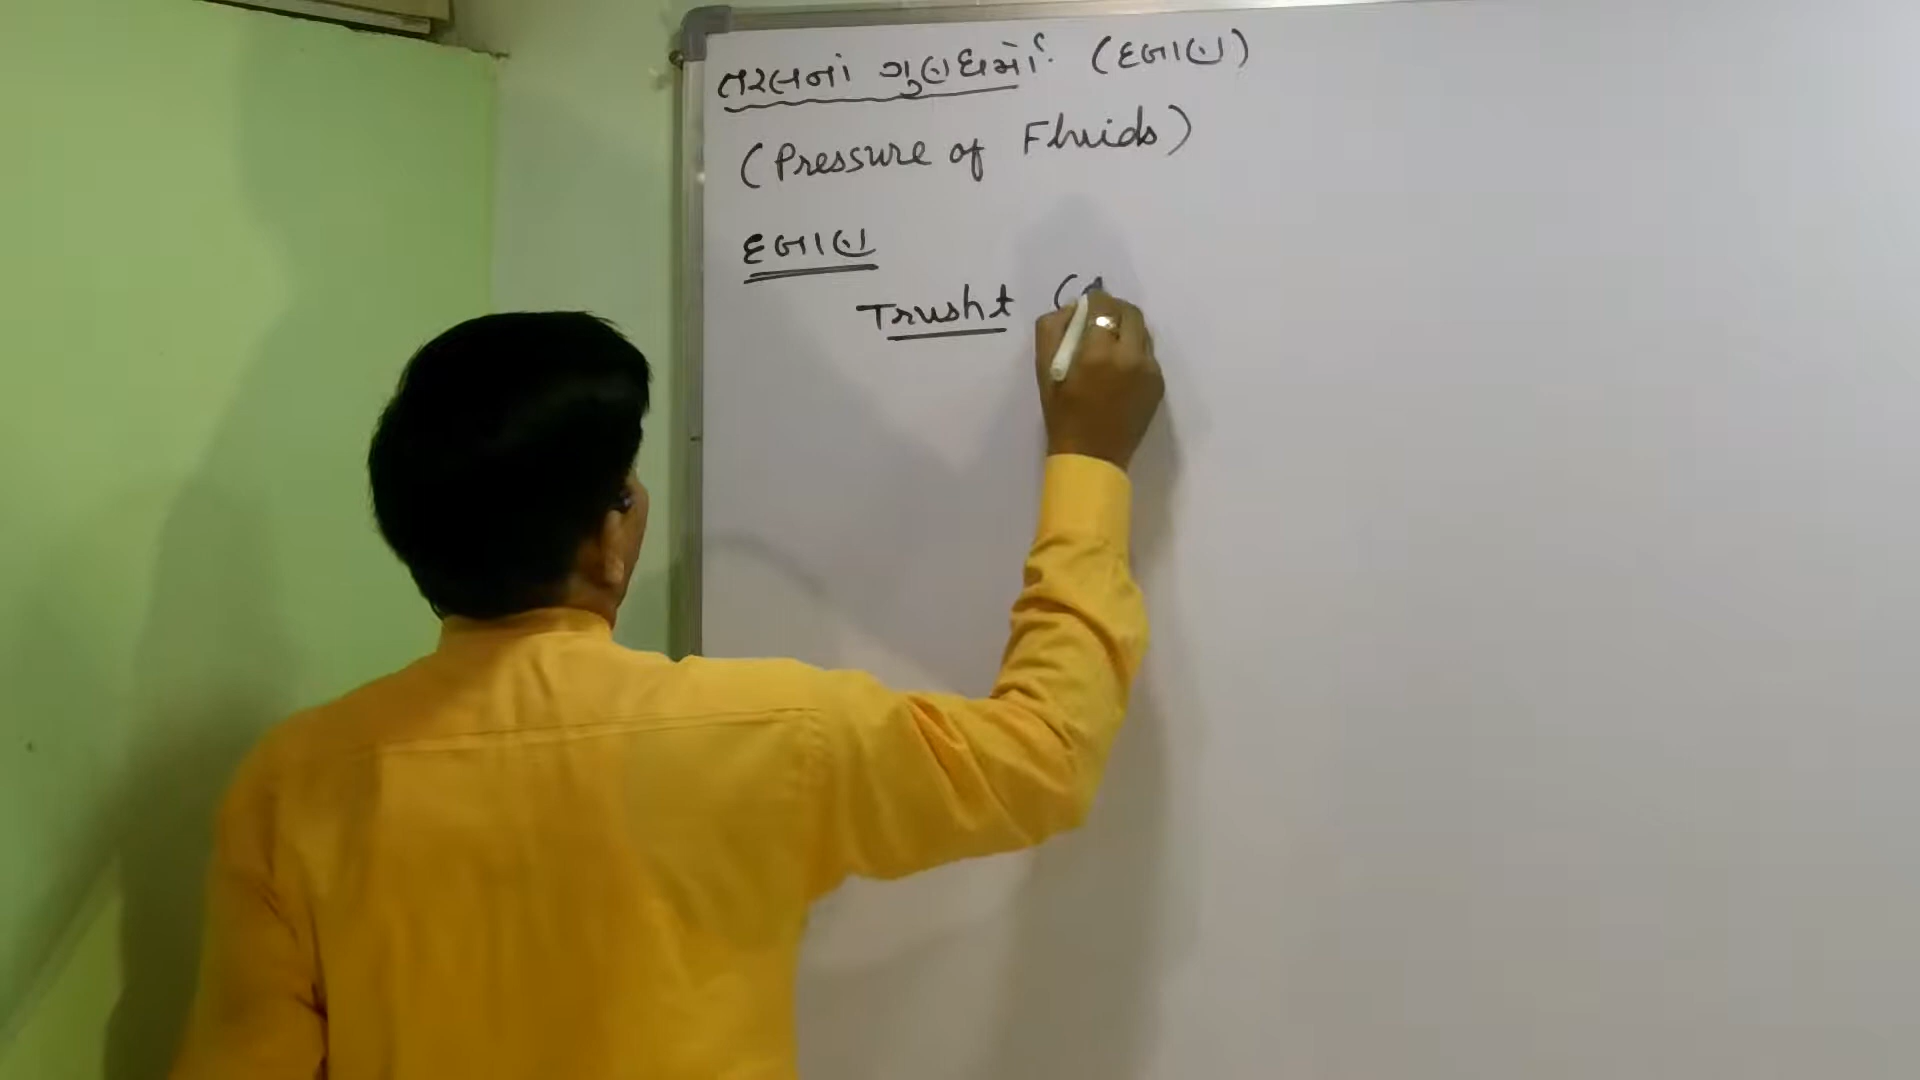 તરલનાં ગુણધર્મો (દબાણ)
(Pressure of Fluids)
દબાણ
Trusht (